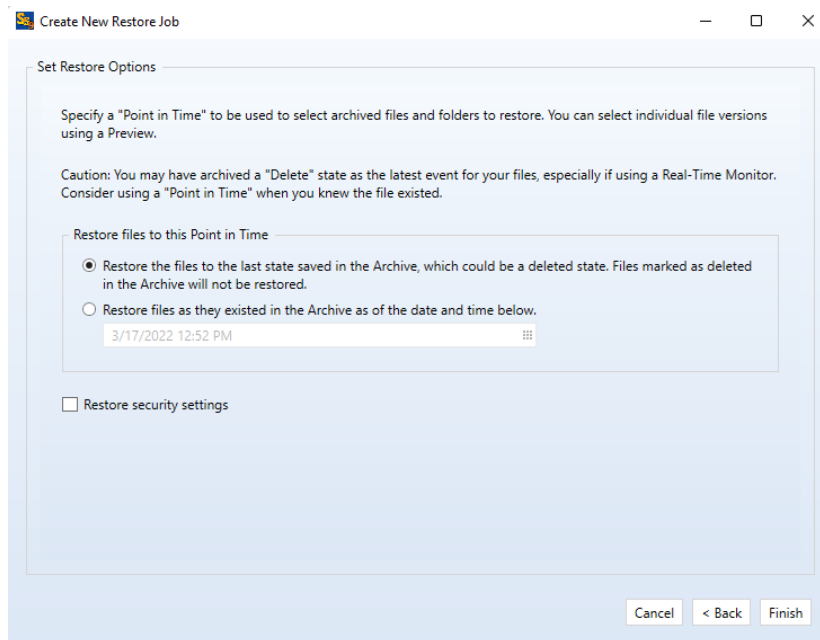 Create New Restore Job
Set Restore Options
Specify a "Point in Time" to be used to select archived files and folders to restore. You can select individual file versions
using a Preview.
Caution: You may have archived a "Delete" state as the latest event for your files, especially if using a Real-Time Monitor.
Consider using a "Point in Time" when you knew the file existed.
Restore files to this Point in Time
Restore the files to the last state saved in the Archive, which could be a deleted state. Files marked as deleted
in the Archive will not be restored.
Restore files as they existed in the Archive as of the date and time below.
3/17/2022 12:52 PM
Restore security settings
Cancel
< Back
Finish